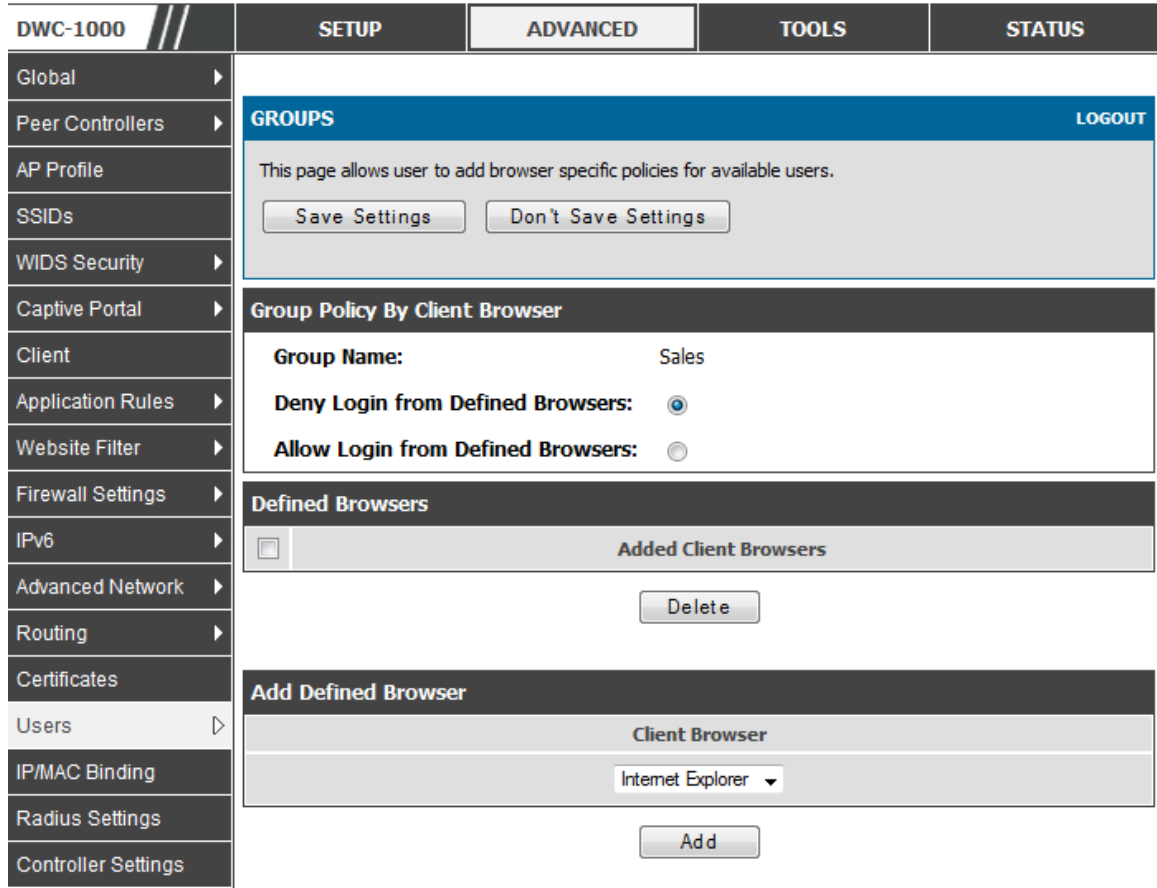 DWC-1000
SETUP
ADVANCED
TOOLS
STATUS
Global
Peer Controllers
AP Profile
SSIDs
WIDS Security
Captive Portal
Client
Application Rules
Website Filter
Firewall Settings
IPv6
Advanced Network
Routing
Certificates
Users
IP/MAC Binding
Radius Settings
Controller Settings
GROUPS
LOGOUT
This page allows user to add browser specific policies for available users.
Save Settings
Don't Save Settings
Group Policy By Client Browser
Group Name: Sales
Deny Login from Defined Browsers:
Allow Login from Defined Browsers:
Defined Browsers
Added Client Browsers
Delete
Add Defined Browser
Client Browser
Internet Explorer
Add